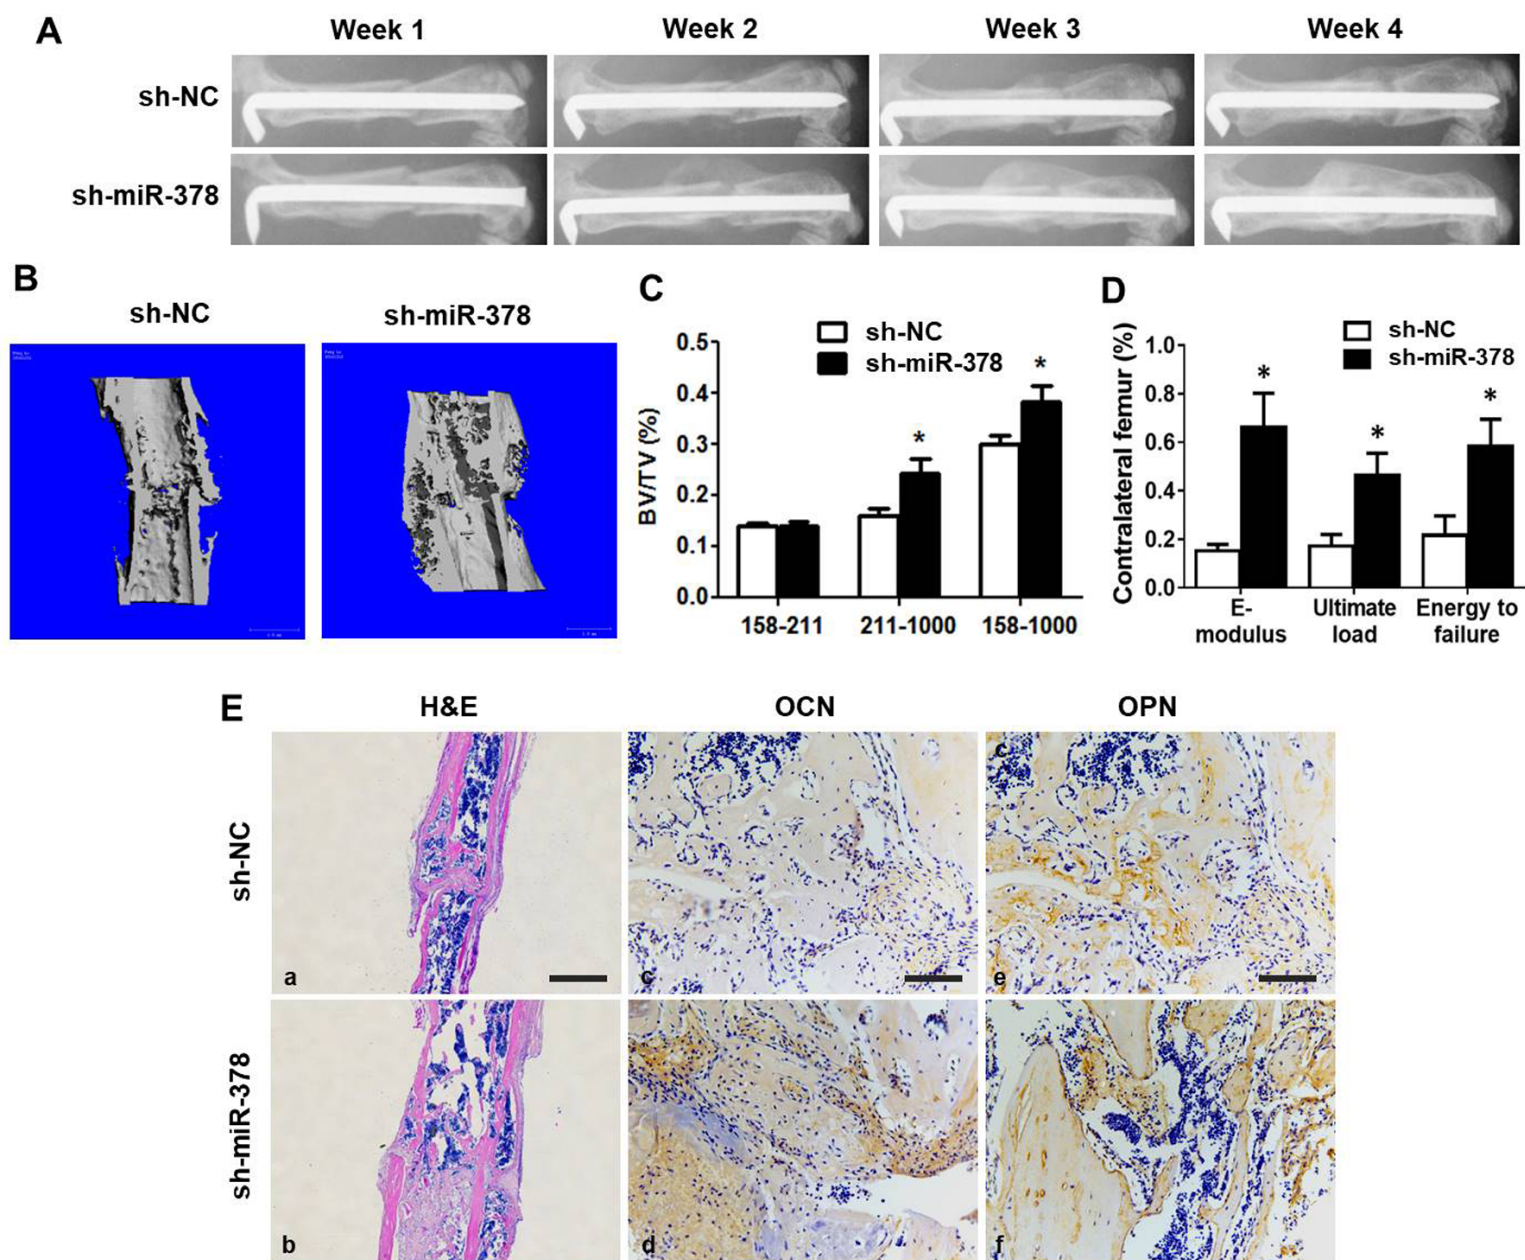 A
Week 1
Week 2
Week 3
Week 4
sh-NC
sh-miR-378
B
sh-NC
sh-miR-378
C
sh-NC
sh-miR-378
BV/TV (%)
0.5
0.4
0.3
0.2
0.1
0.0
*
*
158-211
211-1000
158-1000
D
sh-NC
sh-miR-378
Contralateral femur (%)
1.0
0.8
0.6
0.4
0.2
0.0
*
*
*
E-
modulus
Ultimate
load
Energy to
failure
E
H&E
OCN
OPN
sh-NC
a
c
c
e
sh-miR-378
b
d
f